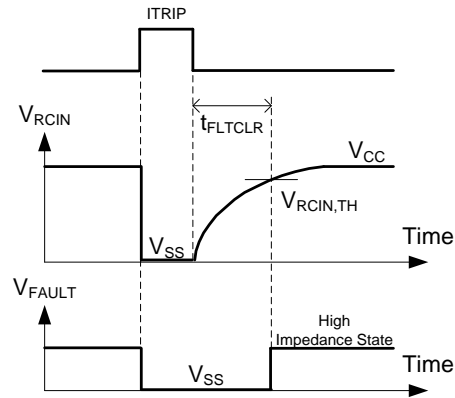 ITRIP
tFLTCLR
VRCIN
VCC
VRCIN,TH
VSS
Time
VFAULT
High
Impedance State
VSS
Time